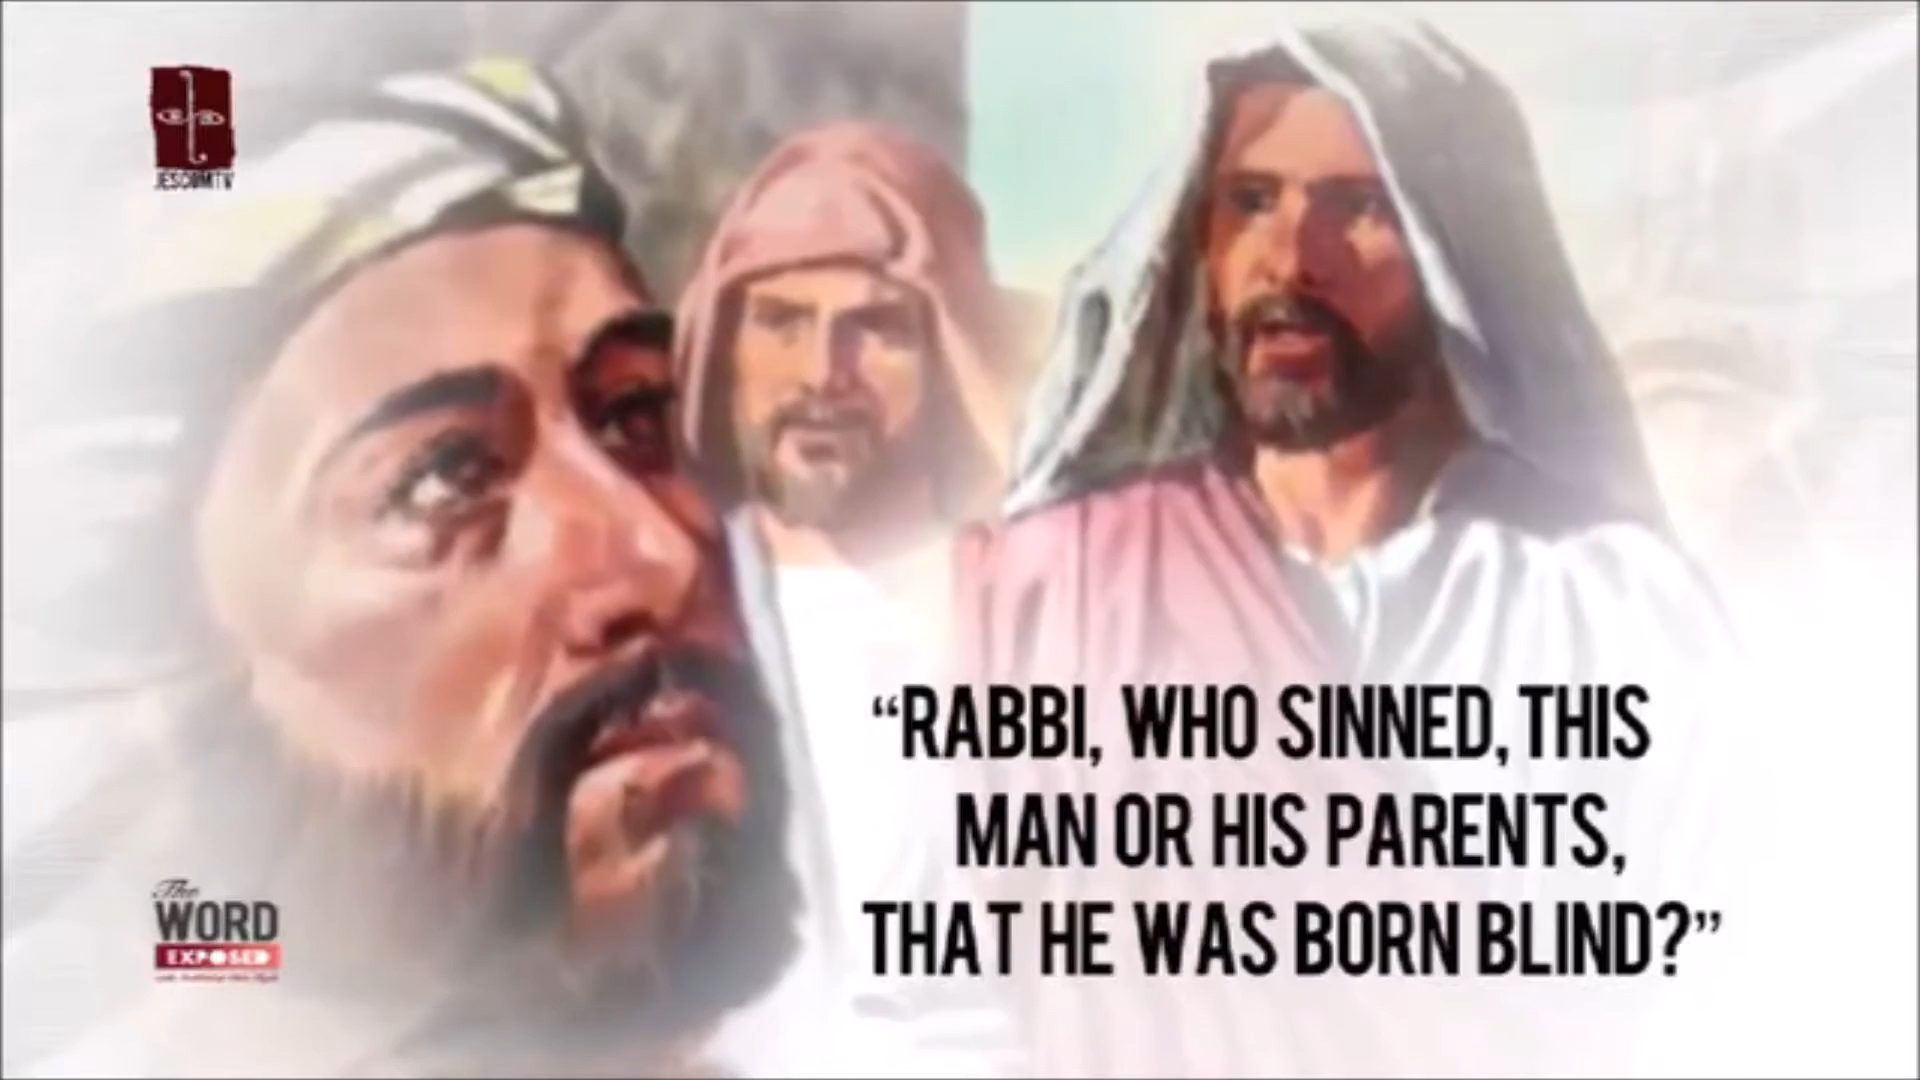 JESCOMTV
“RABBI, WHO SINNED, THIS
MAN OR HIS PARENTS,
THAT HE WAS BORN BLIND?”
The
WORD
EXPOSED